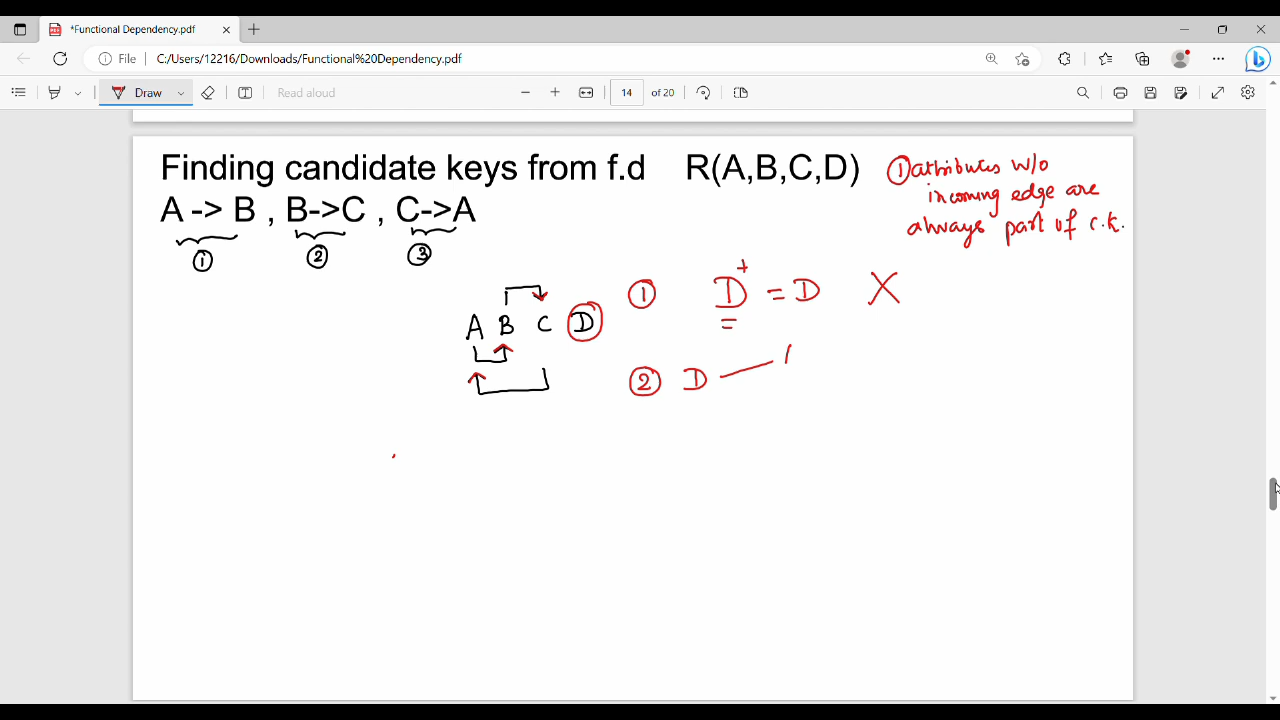 *Functional Dependency.pdf
File C:/Users/12216/Downloads/Functional%20Dependency.pdf
Draw Read aloud 14 of 20
Finding candidate keys from f.d R(A,B,C,D)
A -> B , B->C , C->A
① ② ③
① attributes w/o
incoming edge are
always part of c.k.
A B C D
① D+ = D X
② D